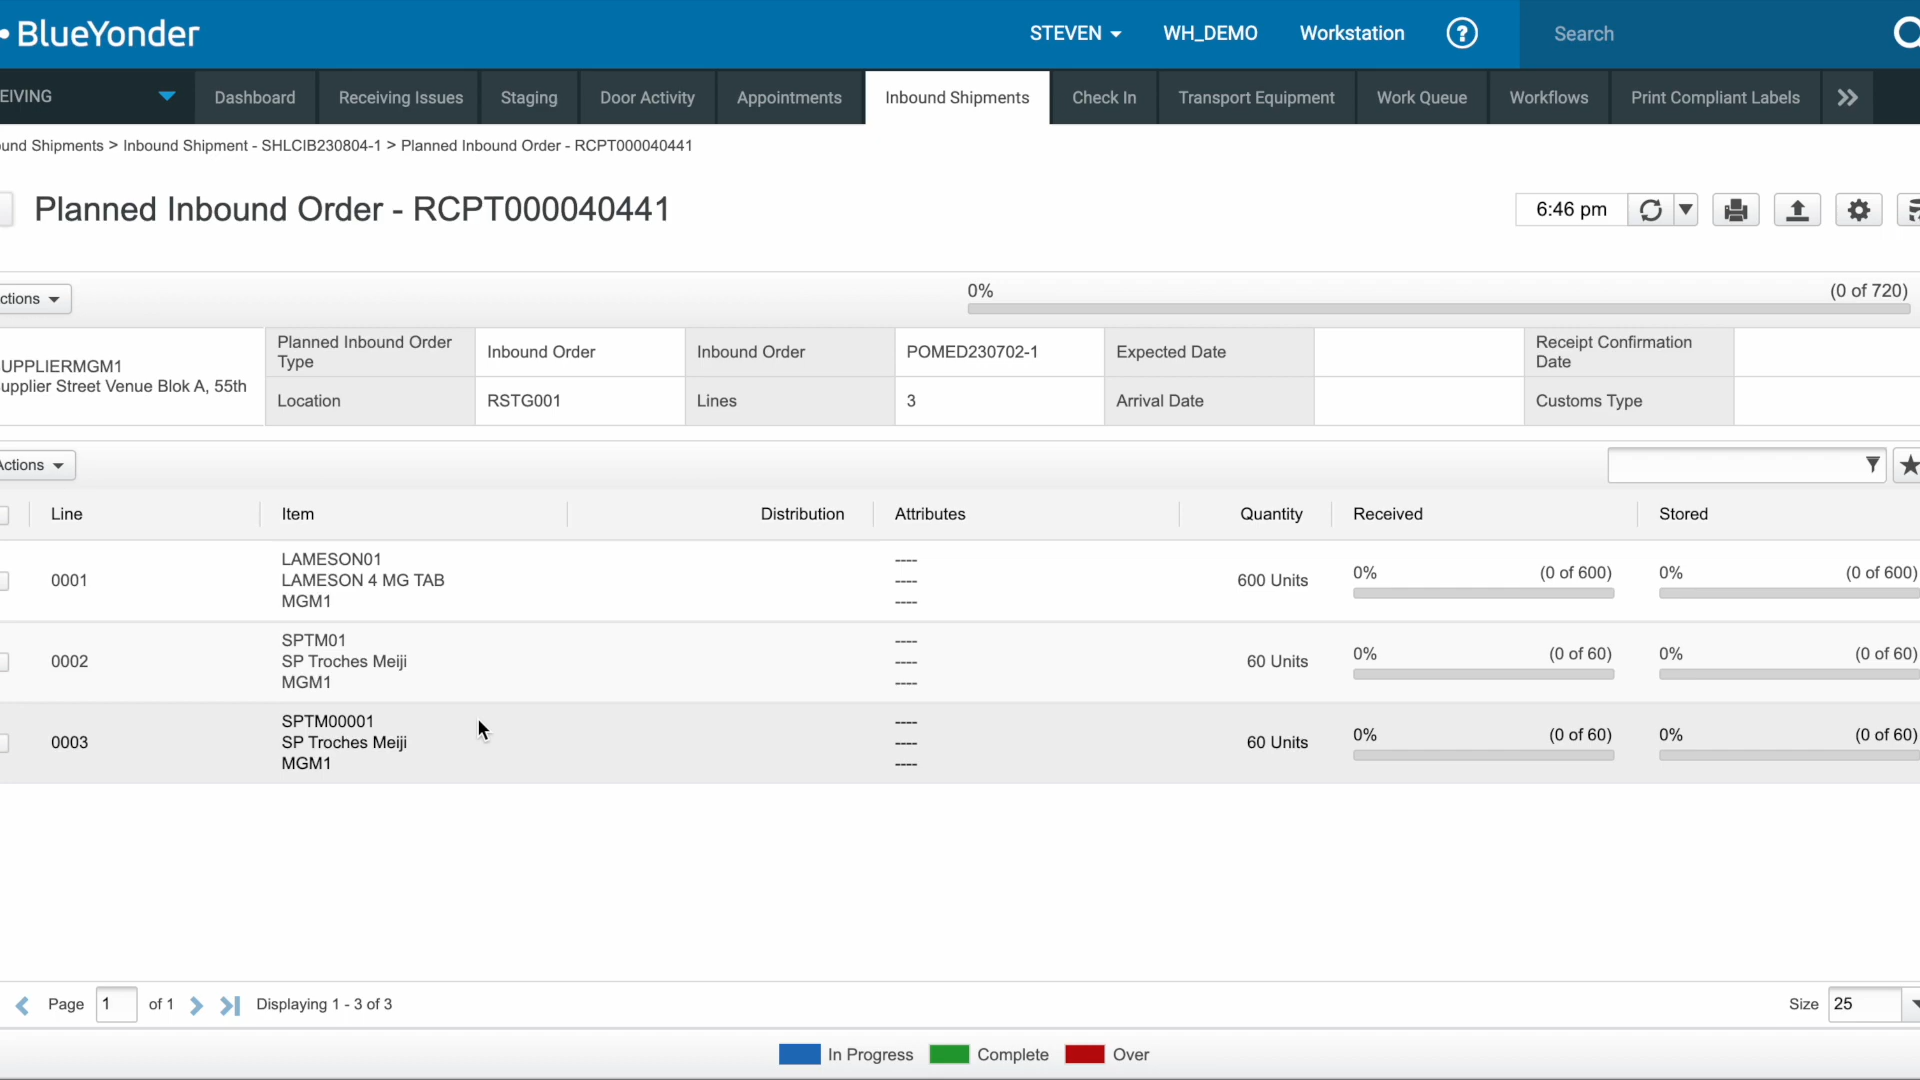 BlueYonder
STEVEN
WH_DEMO
Workstation
?
Search
EIVING
Dashboard
Receiving Issues
Staging
Door Activity
Appointments
Inbound Shipments
Check In
Transport Equipment
Work Queue
Workflows
Print Compliant Labels
und Shipments > Inbound Shipment - SHLCIB230804-1 > Planned Inbound Order - RCPT000040441
Planned Inbound Order - RCPT000040441
6:46 pm
ctions
0%
(0 of 720)
UPPLIERMGM1
upplier Street Venue Blok A, 55th
Planned Inbound Order
Type
Inbound Order
Inbound Order
POMED230702-1
Expected Date
Receipt Confirmation
Date
Location
RSTG001
Lines
3
Arrival Date
Customs Type
Actions
Line
Item
Distribution
Attributes
Quantity
Received
Stored
0001
LAMESON01
LAMESON 4 MG TAB
MGM1
----
----
----
600 Units
0%
(0 of 600)
0%
(0 of 600)
0002
SPTM01
SP Troches Meiji
MGM1
----
----
----
60 Units
0%
(0 of 60)
0%
(0 of 60)
0003
SPTM00001
SP Troches Meiji
MGM1
----
----
----
60 Units
0%
(0 of 60)
0%
(0 of 60)
Page
1
of 1
Displaying 1 - 3 of 3
Size
25
In Progress
Complete
Over